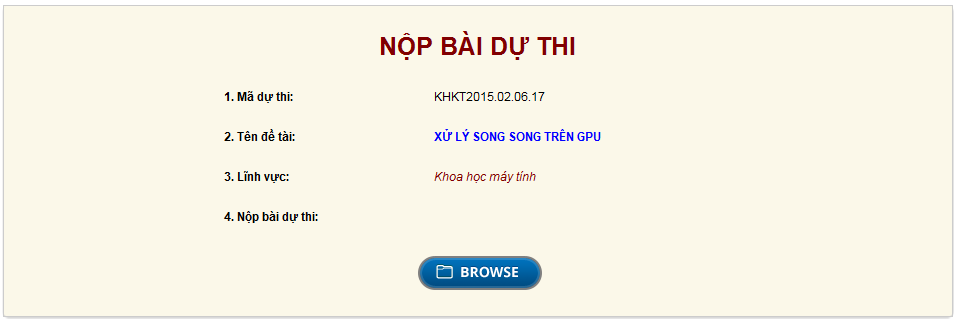 NỘP BÀI DỰ THI
1. Mã dự thi: KHKT2015.02.06.17
2. Tên đề tài: XỬ LÝ SONG SONG TRÊN GPU
3. Lĩnh vực: Khoa học máy tính
4. Nộp bài dự thi:
BROWSE